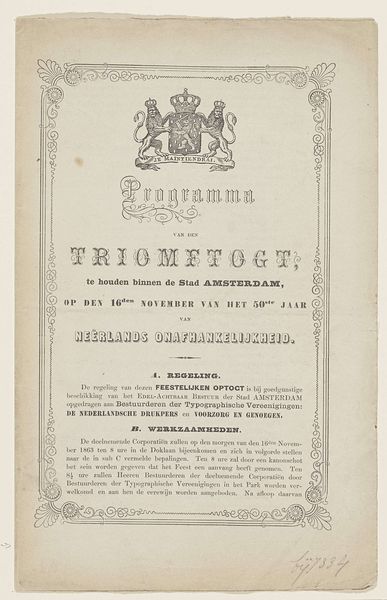 JE MAINTIENDRAI.
Programma
VAN DEN
TRIOMFTOGT,
te houden binnen de Stad AMSTERDAM,
OP DEN 16den NOVEMBER VAN HET 50ste JAAR
VAN
NEÊRLANDS ONAFHANKELIJKHEID.
A. REGELING.
De regeling van dezen FEESTELIJKEN OPTOCT is bij goedgunstige
beschikking van het EDEL-ACHTBAAR BESTUUR der Stad AMSTERDAM
opgedragen aan Bestuurderen der Typographische Vereenigingen:
DE NEDERLANDSCHE DRUKPERS en VOORZORG EN GENOEGEN.
B. WERKZAAMHEDEN.
De deelnemende Corporatiën zullen op den morgen van den 16den Novem-
ber 1863 ten 8 ure in de Doklaan bijeenkomen en zich in volgorde stellen
naar de in sub C vermelde bepalingen. Ten 8 ure zal door een kanonschot
het sein worden gegeven dat het Feest een aanvang heeft genomen. Ten
8½ ure zullen Heeren Bestuurderen der deelnemende Corporatiën door
Bestuurderen der Typographische Vereenigingen in het Park worden ver-
welkomd en aan hen de eerewijn worden aangeboden. Na afloop daarvan